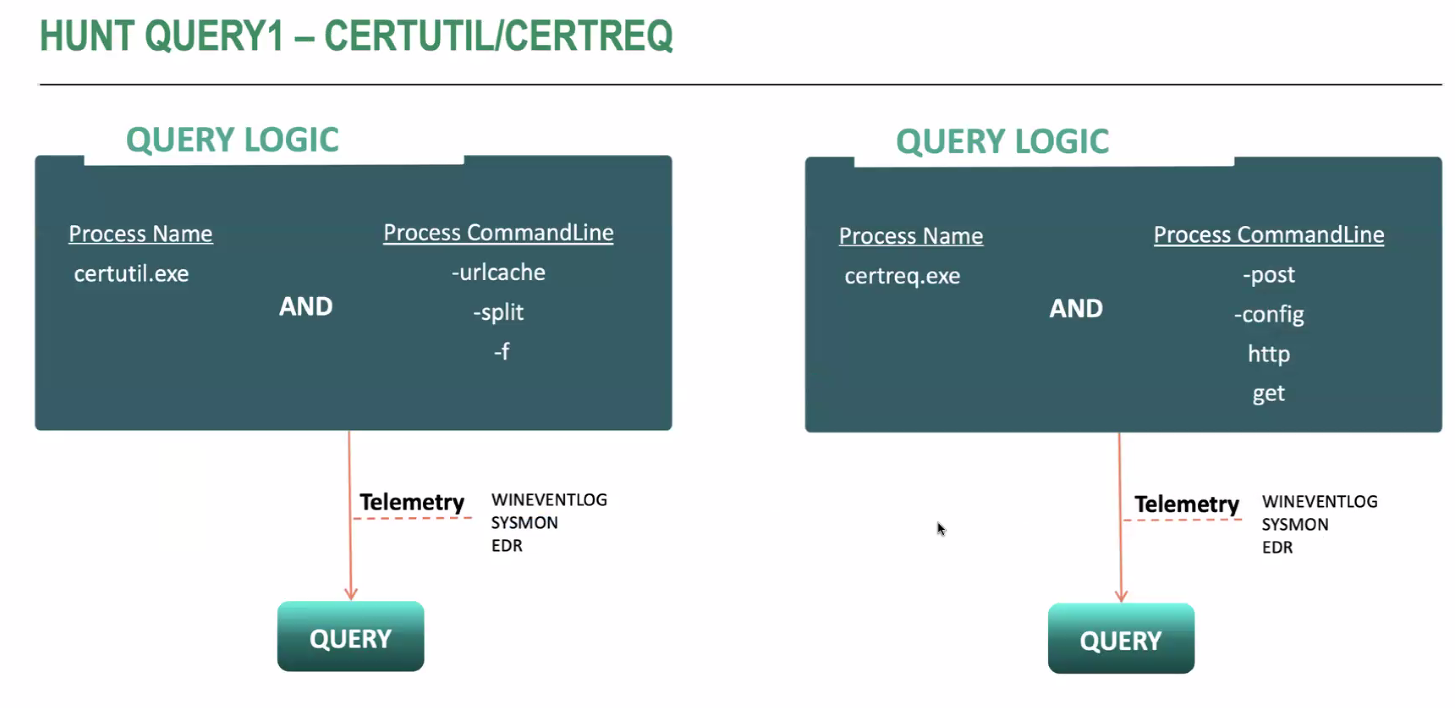 HUNT QUERY1 – CERTUTIL/CERTREQ
QUERY LOGIC
Process Name
certutil.exe
AND
Process CommandLine
-urlcache
-split
-f
Telemetry
WINEVENTLOG
SYSMON
EDR
QUERY
QUERY LOGIC
Process Name
certreq.exe
AND
Process CommandLine
-post
-config
http
get
Telemetry
WINEVENTLOG
SYSMON
EDR
QUERY